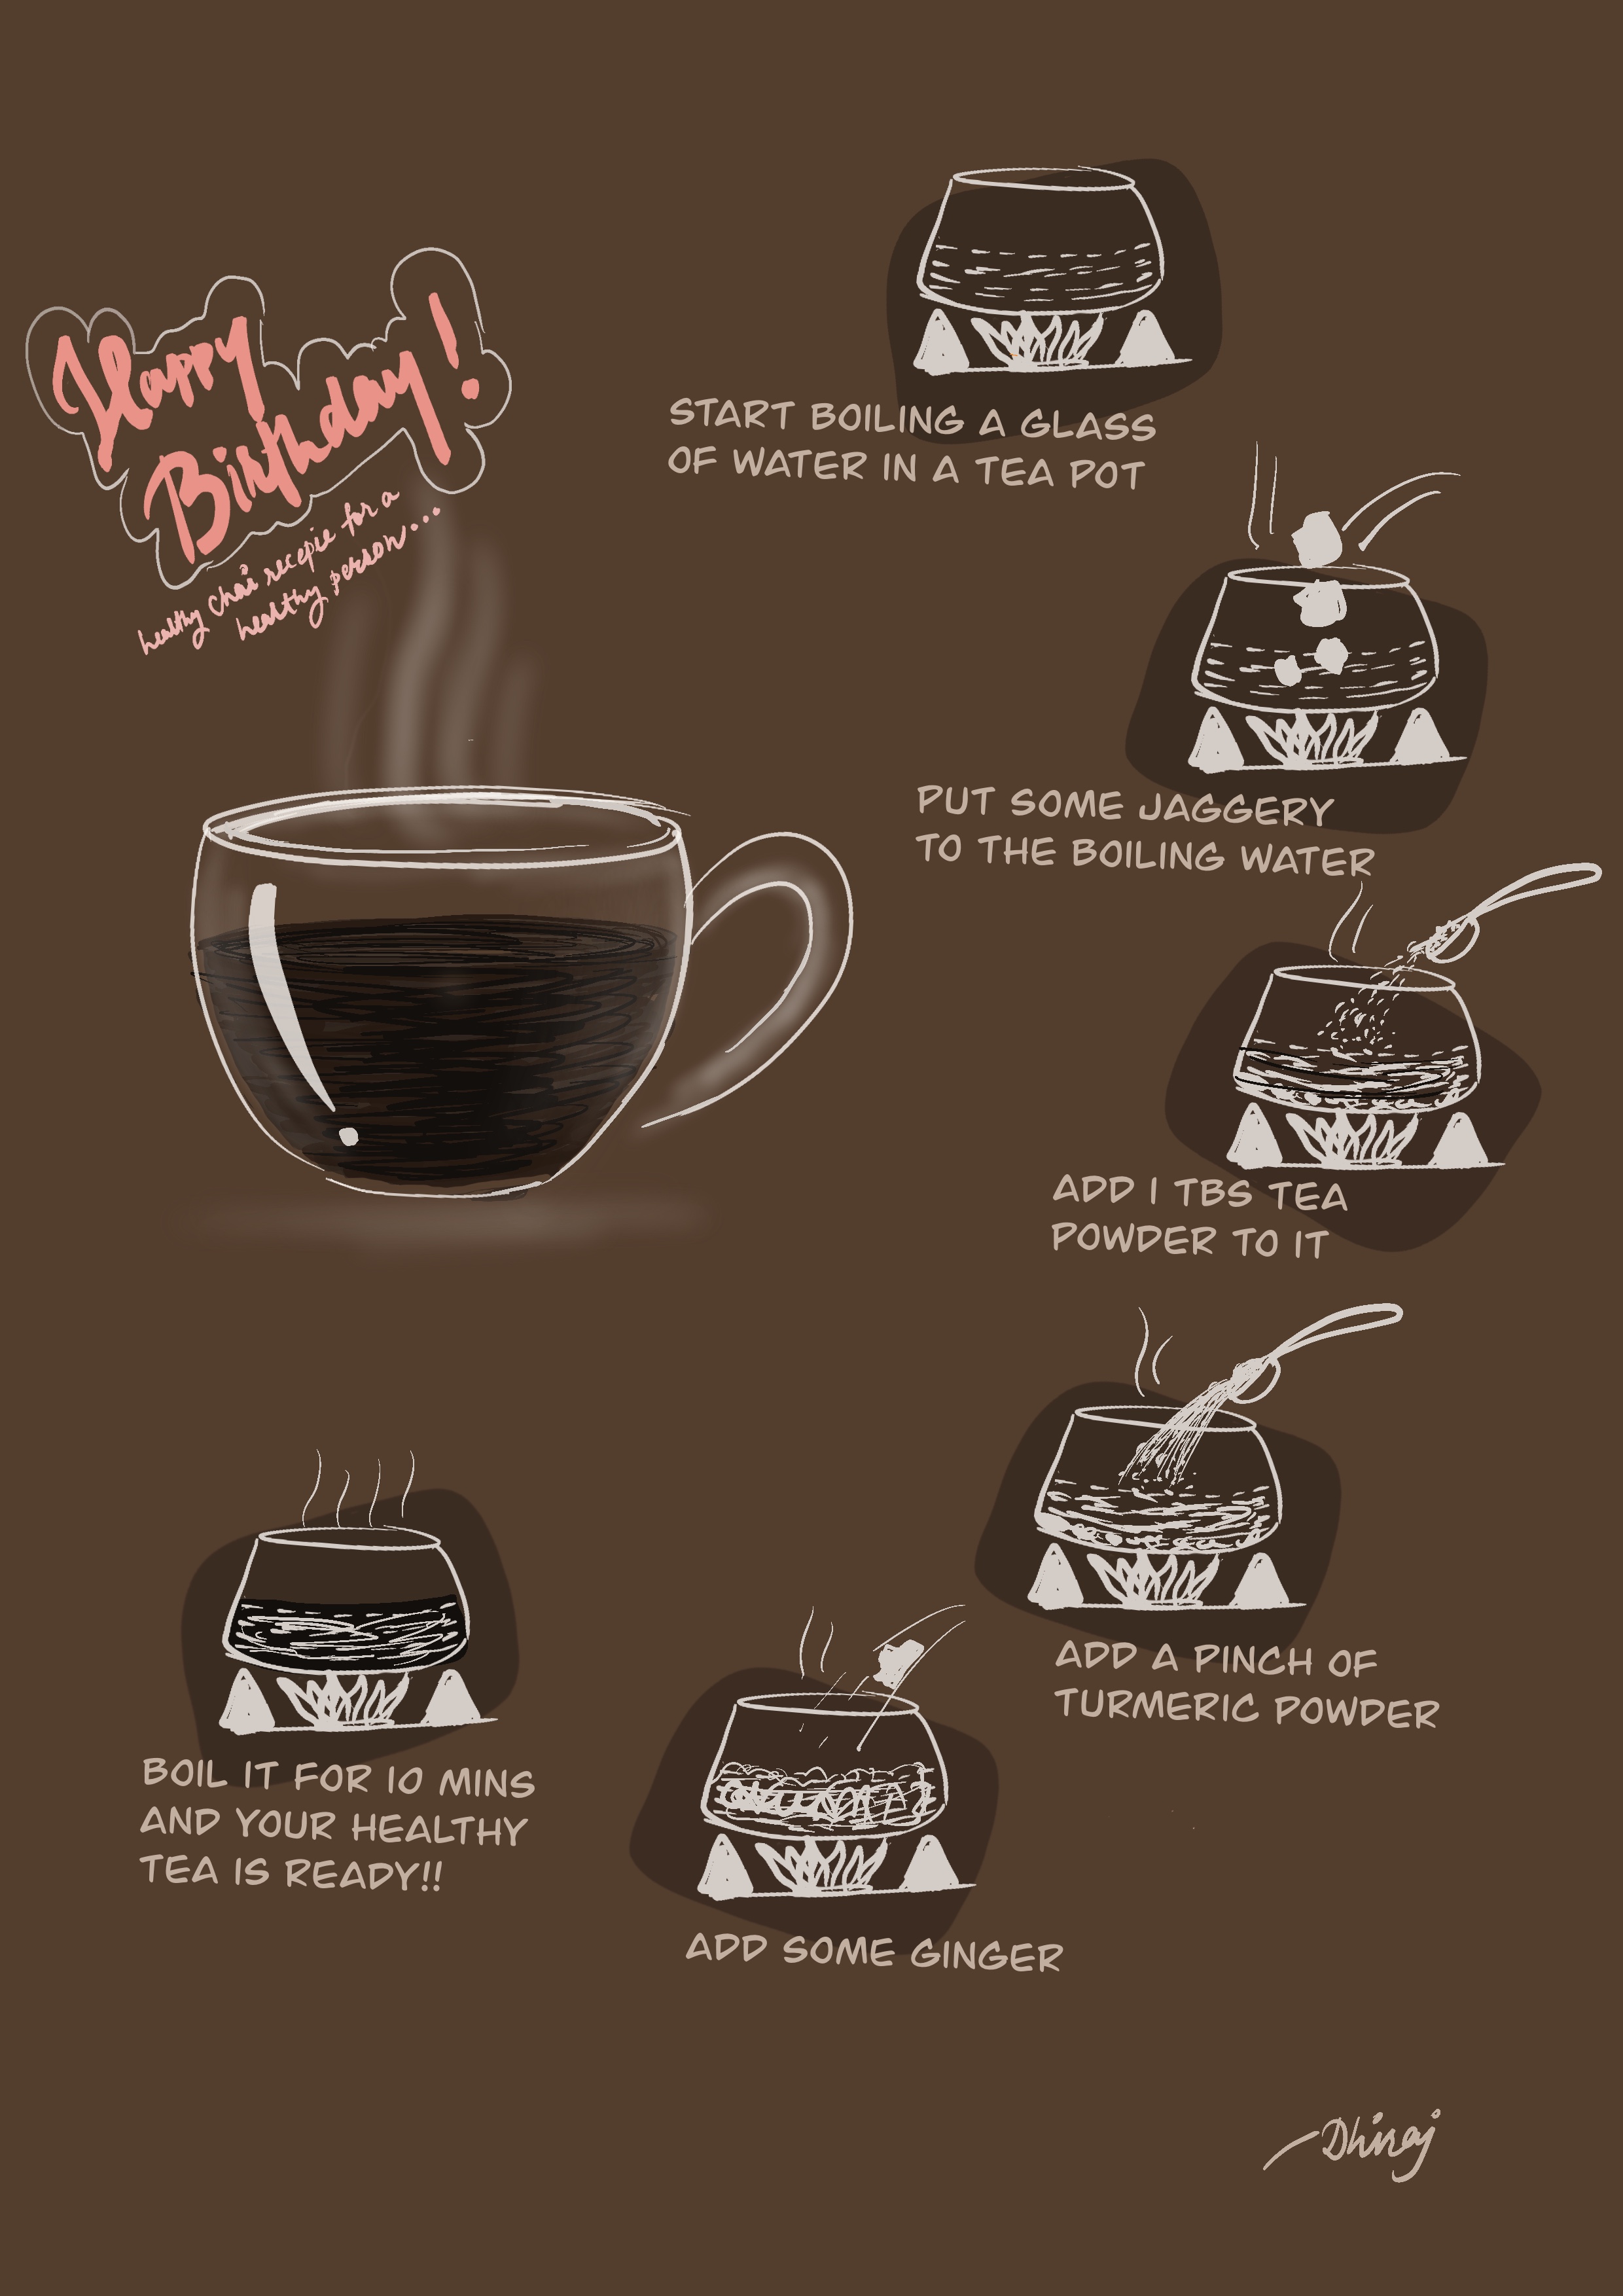 Happy
Birthday!
healthy chai recepie for a
healthy person...
START BOILING A GLASS
OF WATER IN A TEA POT
PUT SOME JAGGERY
TO THE BOILING WATER
ADD 1 TBS TEA
POWDER TO IT
ADD A PINCH OF
TURMERIC POWDER
ADD SOME GINGER
BOIL IT FOR 10 MINS
AND YOUR HEALTHY
TEA IS READY!!
Dhiraj